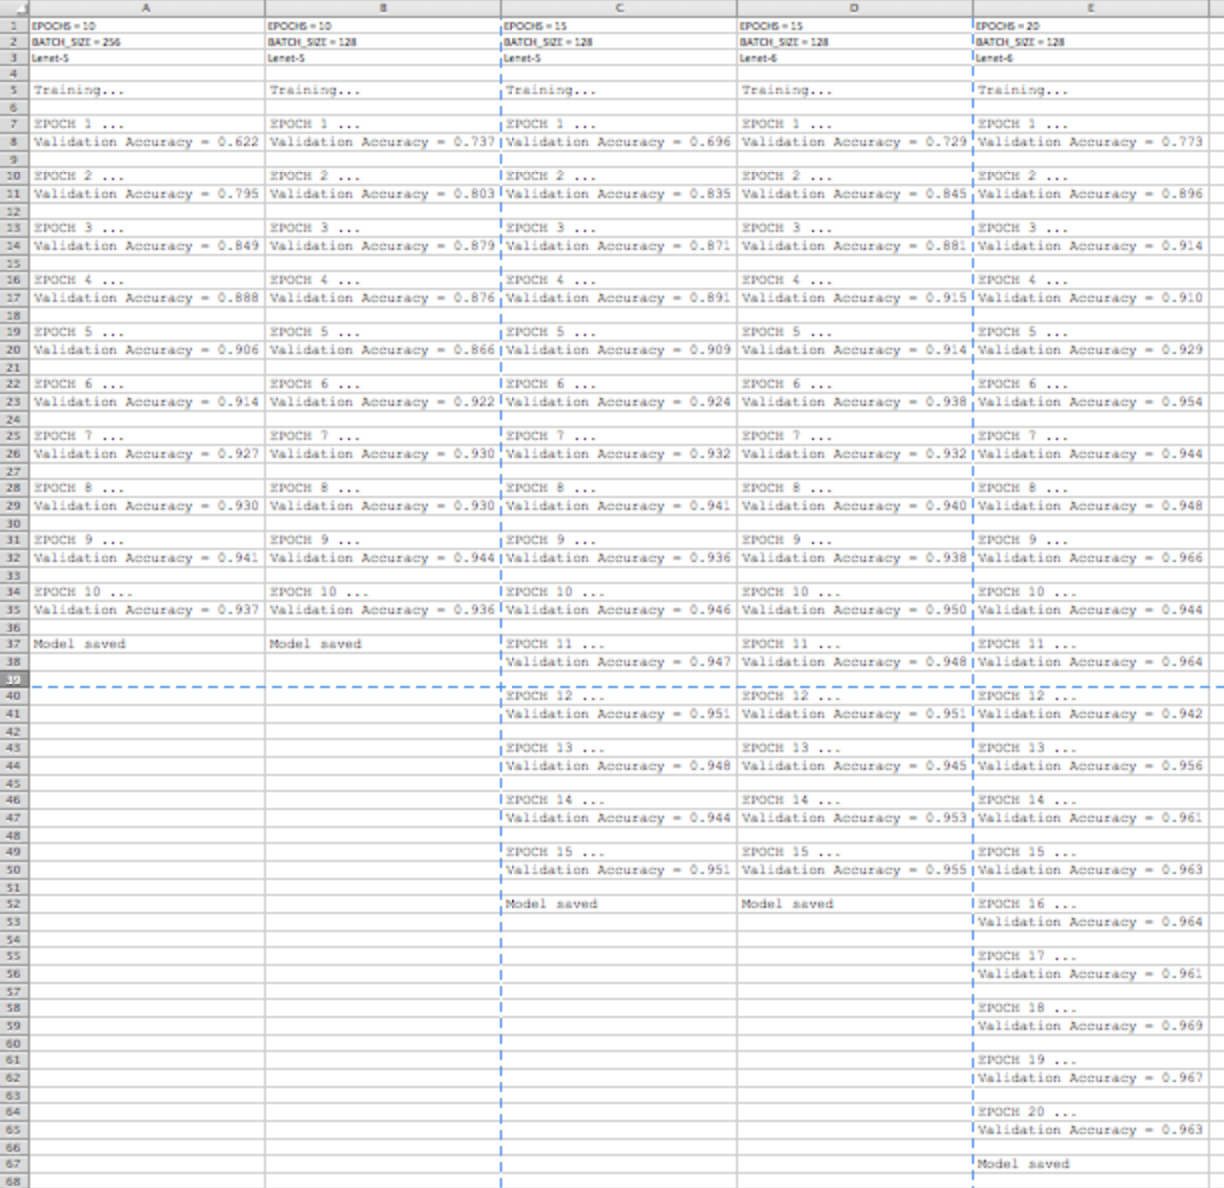 A B C D E
1 EPOCHS = 10 EPOCHS = 10 EPOCHS = 15 EPOCHS = 15 EPOCHS = 20
2 BATCH_SIZE = 256 BATCH_SIZE = 128 BATCH_SIZE = 128 BATCH_SIZE = 128 BATCH_SIZE = 128
3 Lenet-5 Lenet-5 Lenet-5 Lenet-6 Lenet-6
4
5 Training... Training... Training... Training... Training...
6
7 EPOCH 1 ... EPOCH 1 ... EPOCH 1 ... EPOCH 1 ... EPOCH 1 ...
8 Validation Accuracy = 0.622 Validation Accuracy = 0.737 Validation Accuracy = 0.696 Validation Accuracy = 0.729 Validation Accuracy = 0.773
9
10 EPOCH 2 ... EPOCH 2 ... EPOCH 2 ... EPOCH 2 ... EPOCH 2 ...
11 Validation Accuracy = 0.795 Validation Accuracy = 0.803 Validation Accuracy = 0.835 Validation Accuracy = 0.845 Validation Accuracy = 0.896
12
13 EPOCH 3 ... EPOCH 3 ... EPOCH 3 ... EPOCH 3 ... EPOCH 3 ...
14 Validation Accuracy = 0.849 Validation Accuracy = 0.879 Validation Accuracy = 0.871 Validation Accuracy = 0.881 Validation Accuracy = 0.914
15
16 EPOCH 4 ... EPOCH 4 ... EPOCH 4 ... EPOCH 4 ... EPOCH 4 ...
17 Validation Accuracy = 0.888 Validation Accuracy = 0.876 Validation Accuracy = 0.891 Validation Accuracy = 0.915 Validation Accuracy = 0.910
18
19 EPOCH 5 ... EPOCH 5 ... EPOCH 5 ... EPOCH 5 ... EPOCH 5 ...
20 Validation Accuracy = 0.906 Validation Accuracy = 0.866 Validation Accuracy = 0.909 Validation Accuracy = 0.914 Validation Accuracy = 0.929
21
22 EPOCH 6 ... EPOCH 6 ... EPOCH 6 ... EPOCH 6 ... EPOCH 6 ...
23 Validation Accuracy = 0.914 Validation Accuracy = 0.922 Validation Accuracy = 0.924 Validation Accuracy = 0.938 Validation Accuracy = 0.954
24
25 EPOCH 7 ... EPOCH 7 ... EPOCH 7 ... EPOCH 7 ... EPOCH 7 ...
26 Validation Accuracy = 0.927 Validation Accuracy = 0.930 Validation Accuracy = 0.932 Validation Accuracy = 0.932 Validation Accuracy = 0.944
27
28 EPOCH 8 ... EPOCH 8 ... EPOCH 8 ... EPOCH 8 ... EPOCH 8 ...
29 Validation Accuracy = 0.930 Validation Accuracy = 0.930 Validation Accuracy = 0.941 Validation Accuracy = 0.940 Validation Accuracy = 0.948
30
31 EPOCH 9 ... EPOCH 9 ... EPOCH 9 ... EPOCH 9 ... EPOCH 9 ...
32 Validation Accuracy = 0.941 Validation Accuracy = 0.944 Validation Accuracy = 0.936 Validation Accuracy = 0.938 Validation Accuracy = 0.966
33
34 EPOCH 10 ... EPOCH 10 ... EPOCH 10 ... EPOCH 10 ... EPOCH 10 ...
35 Validation Accuracy = 0.937 Validation Accuracy = 0.936 Validation Accuracy = 0.946 Validation Accuracy = 0.950 Validation Accuracy = 0.944
36
37 Model saved Model saved EPOCH 11 ... EPOCH 11 ... EPOCH 11 ...
38 Validation Accuracy = 0.947 Validation Accuracy = 0.948 Validation Accuracy = 0.964
39
40 EPOCH 12 ... EPOCH 12 ... EPOCH 12 ...
41 Validation Accuracy = 0.951 Validation Accuracy = 0.951 Validation Accuracy = 0.942
42
43 EPOCH 13 ... EPOCH 13 ... EPOCH 13 ...
44 Validation Accuracy = 0.948 Validation Accuracy = 0.945 Validation Accuracy = 0.956
45
46 EPOCH 14 ... EPOCH 14 ... EPOCH 14 ...
47 Validation Accuracy = 0.944 Validation Accuracy = 0.953 Validation Accuracy = 0.961
48
49 EPOCH 15 ... EPOCH 15 ... EPOCH 15 ...
50 Validation Accuracy = 0.951 Validation Accuracy = 0.955 Validation Accuracy = 0.963
51
52 Model saved Model saved EPOCH 16 ...
53 Validation Accuracy = 0.964
54
55 EPOCH 17 ...
56 Validation Accuracy = 0.961
57
58 EPOCH 18 ...
59 Validation Accuracy = 0.969
60
61 EPOCH 19 ...
62 Validation Accuracy = 0.967
63
64 EPOCH 20 ...
65 Validation Accuracy = 0.963
66
67 Model saved
68